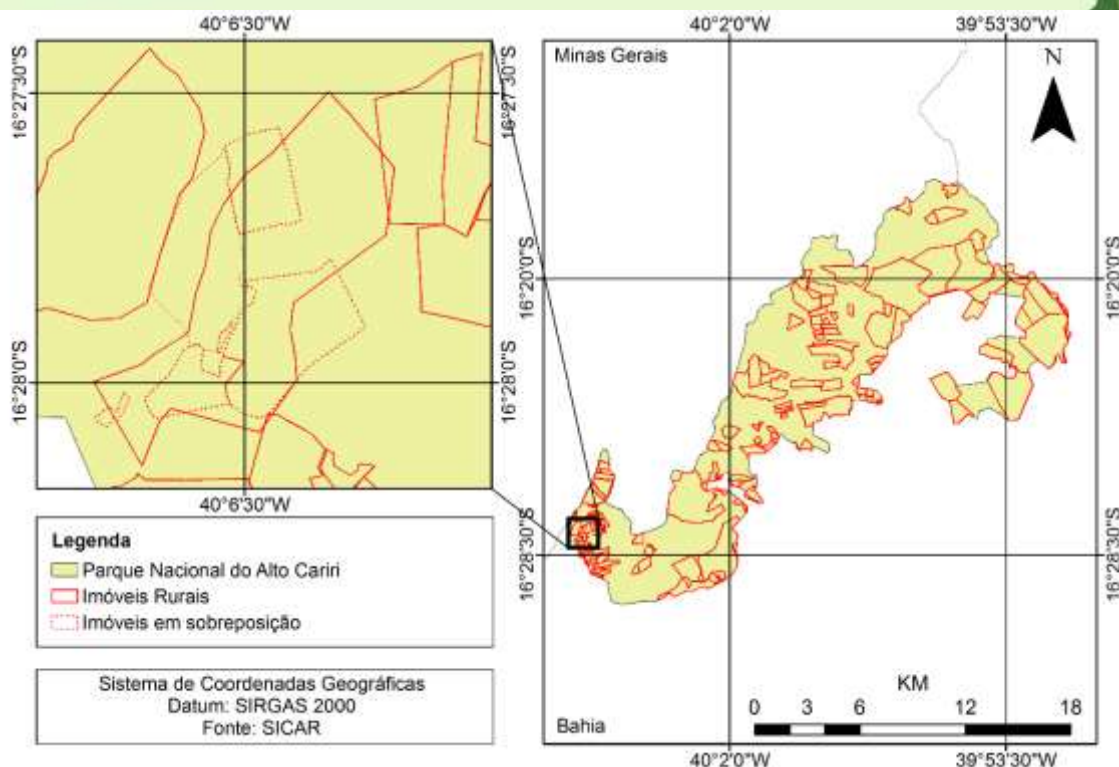 40°6'30"W
40°2'0"W
39°53'30"W
16°27'30"S
16°28'0"S
16°27'30"S
16°28'0"S
40°6'30"W
Legenda
Parque Nacional do Alto Cariri
Imóveis Rurais
Imóveis em sobreposição
Sistema de Coordenadas Geográficas
Datum: SIRGAS 2000
Fonte: SICAR
Minas Gerais
N
16°20'0"S
16°28'30"S
16°20'0"S
16°28'30"S
KM
0 3 6 12 18
Bahia
40°2'0"W
39°53'30"W